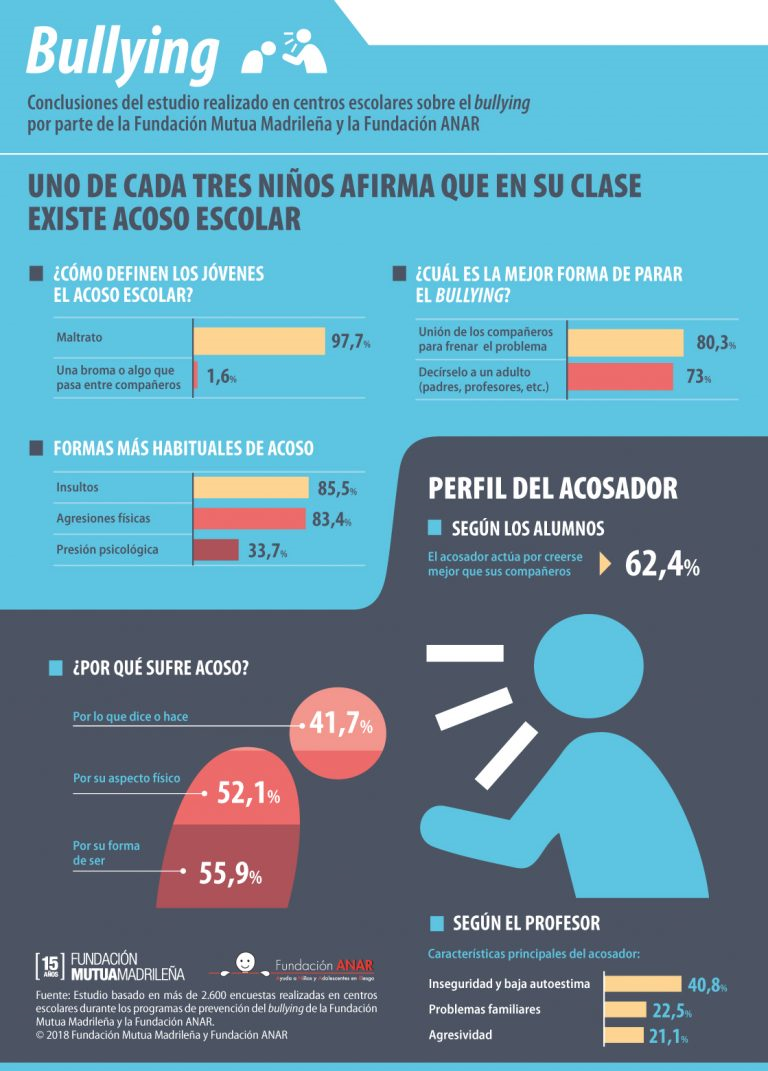 Bullying
Conclusiones del estudio realizado en centros escolares sobre el bullying
por parte de la Fundación Mutua Madrileña y la Fundación ANAR
UNO DE CADA TRES NIÑOS AFIRMA QUE EN SU CLASE
EXISTE ACOSO ESCOLAR
¿CÓMO DEFINEN LOS JÓVENES
EL ACOSO ESCOLAR?
Maltrato
97,7%
Una broma o algo que
pasa entre compañeros
1,6%
¿CUÁL ES LA MEJOR FORMA DE PARAR
EL BULLYING?
Unión de los compañeros
para frenar el problema
80,3%
Decírselo a un adulto
(padres, profesores, etc.)
73%
FORMAS MÁS HABITUALES DE ACOSO
Insultos
85,5%
Agresiones físicas
83,4%
Presión psicológica
33,7%
PERFIL DEL ACOSADOR
SEGÚN LOS ALUMNOS
El acosador actúa por creerse
mejor que sus compañeros
62,4%
¿POR QUÉ SUFRE ACOSO?
Por lo que dice o hace
41,7%
Por su aspecto físico
52,1%
Por su forma
de ser
55,9%
SEGÚN EL PROFESOR
Características principales del acosador:
Inseguridad y baja autoestima
40,8%
Problemas familiares
22,5%
Agresividad
21,1%
15 AÑOS
FUNDACIÓN
MUTUAMADRILEÑA
Fundación ANAR
Ayuda a Niños y Adolescentes en Riesgo
Fuente: Estudio basado en más de 2.600 encuestas realizadas en centros
escolares durante los programas de prevención del bullying de la Fundación
Mutua Madrileña y la Fundación ANAR.
© 2018 Fundación Mutua Madrileña y Fundación ANAR